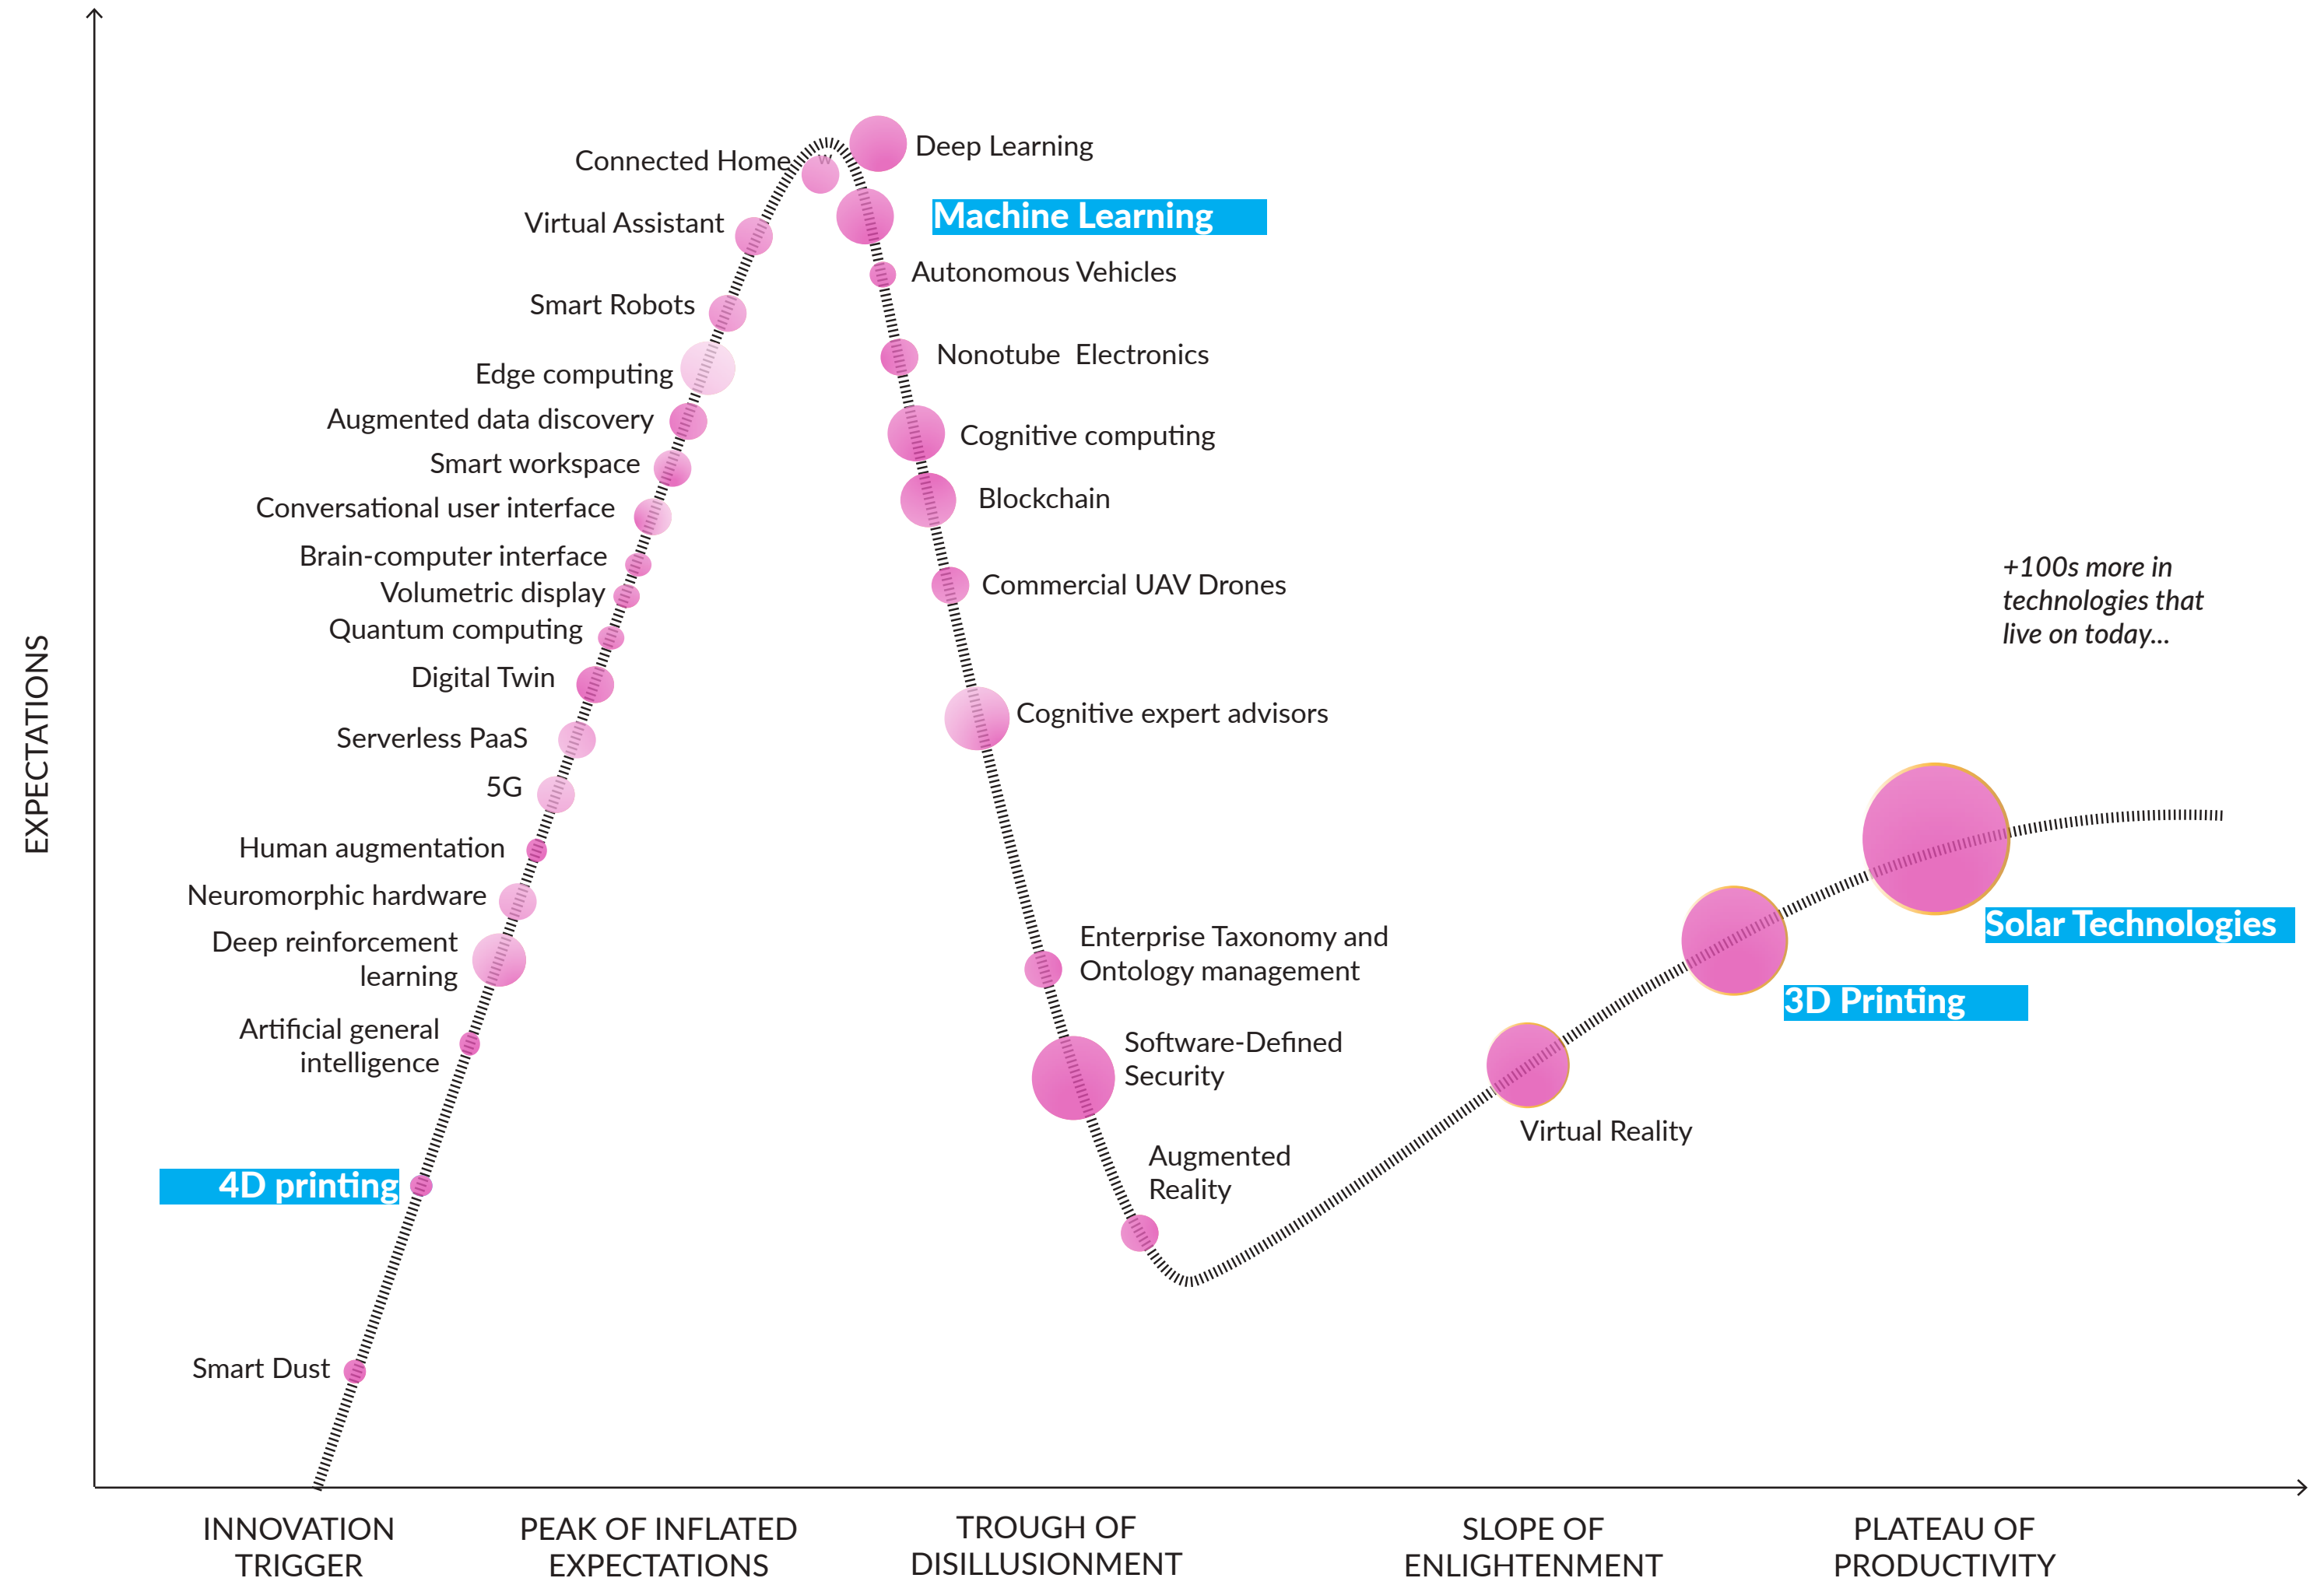 Deep Learning
Connected Home
w
Machine Learning
Virtual Assistant
Autonomous Vehicles
Smart Robots
Nonotube  Electronics
Edge computing
Augmented data discovery
Cognitive computing
Smart workspace
Blockchain
Conversational user interface
Brain-computer interface
Volumetric display
Commercial UAV Drones
Quantum computing
+100s more in
technologies that
live on today...
Digital Twin
Cognitive expert advisors
Serverless PaaS
EXPECTATIONS
5G
Human augmentation
Neuromorphic hardware
Solar Technologies
Deep reinforcement
learning
Enterprise Taxonomy and
Ontology management
3D Printing
Artificial general
intelligence
Software-Defined
Security
Virtual Reality
4D printing
Augmented
Reality
Smart Dust
INNOVATION
TRIGGER
PEAK OF INFLATED
EXPECTATIONS
TROUGH OF
DISILLUSIONMENT
SLOPE OF
ENLIGHTENMENT
PLATEAU OF
PRODUCTIVITY